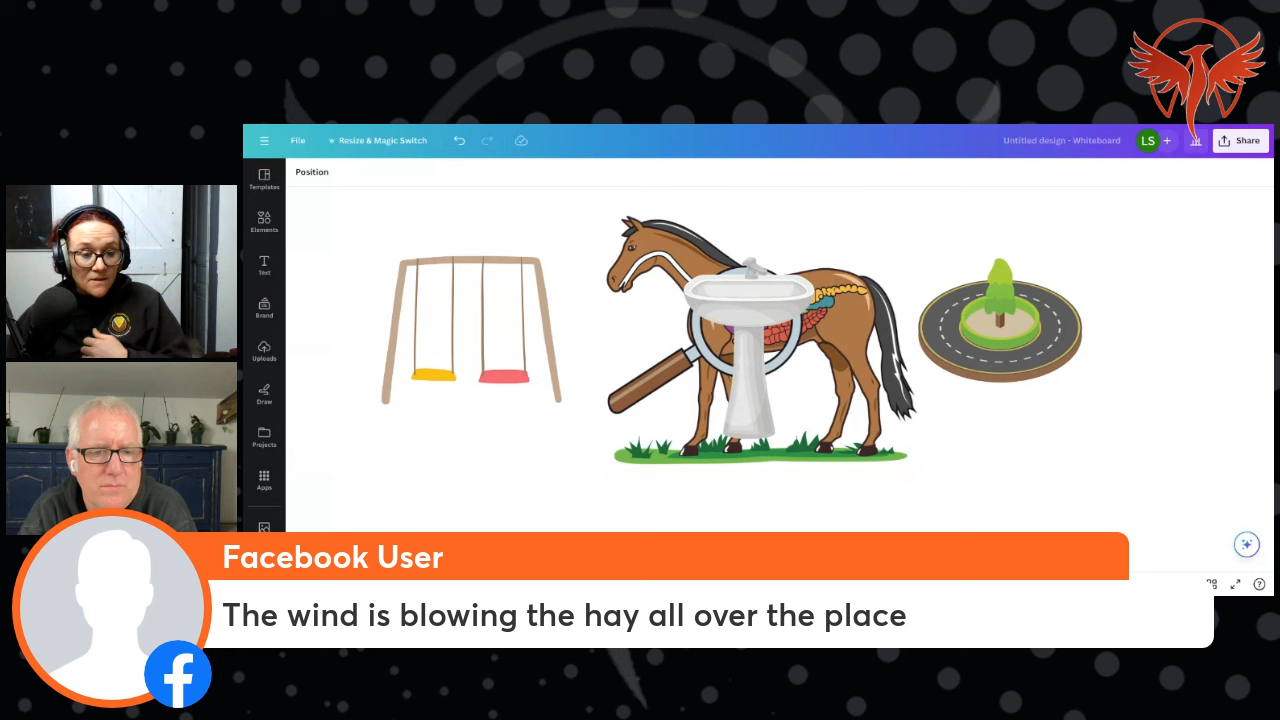 File
Resize & Magic Switch
Untitled design - Whiteboard
LS
+
Share
Position
Templates
Elements
Text
Brand
Uploads
Draw
Projects
Apps
Facebook User
The wind is blowing the hay all over the place